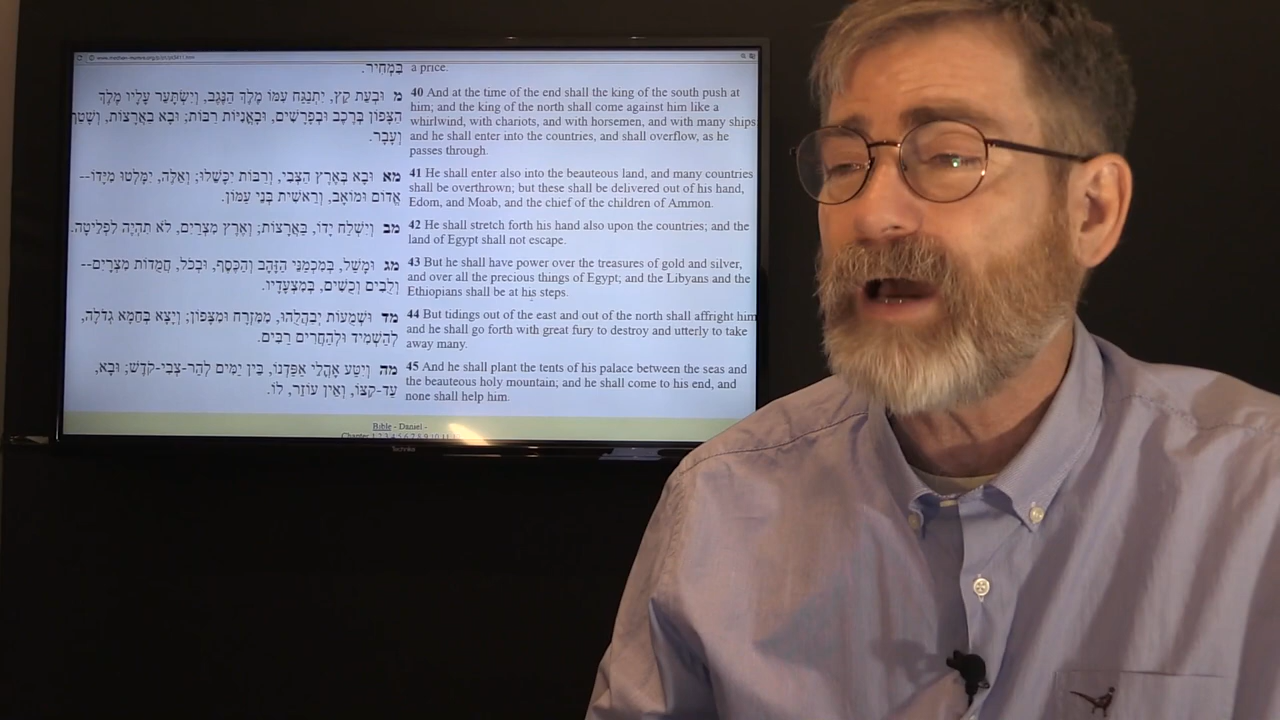 a price.
בִּמְחִיר.
40 And at the time of the end shall the king of the south push at
him; and the king of the north shall come against him like a
whirlwind, with chariots, and with horsemen, and with many ships;
and he shall enter into the countries, and shall overflow, as he
passes through.
מ וּבְעֵת קֵץ, יִתְנַגַּח עִמּוֹ מֶלֶךְ הַנֶּגֶב, וְיִשְׂתָּעֵר עָלָיו מֶלֶךְ
הַצָּפוֹן בְּרֶכֶב וּבְפָרָשִׁים, וּבָאֳנִיּוֹת רַבּוֹת; וּבָא בַאֲרָצוֹת, וְשָׁטַף
וְעָבָר.
41 He shall enter also into the beauteous land, and many countries
shall be overthrown; but these shall be delivered out of his hand,
Edom, and Moab, and the chief of the children of Ammon.
מא וּבָא בְּאֶרֶץ הַצְּבִי, וְרַבּוֹת יִכָּשֵׁלוּ; וְאֵלֶּה, יִמָּלְטוּ מִיָּדוֹ--
אֱדוֹם וּמוֹאָב, וְרֵאשִׁית בְּנֵי עַמּוֹן.
42 He shall stretch forth his hand also upon the countries; and the
land of Egypt shall not escape.
מב וְיִשְׁלַח יָדוֹ, בַּאֲרָצוֹת; וְאֶרֶץ מִצְרַיִם, לֹא תִהְיֶה לִפְלֵיטָה.
43 But he shall have power over the treasures of gold and silver,
and over all the precious things of Egypt; and the Libyans and the
Ethiopians shall be at his steps.
מג וּמָשַׁל, בְּמִכְמַנֵּי הַזָּהָב וְהַכֶּסֶף, וּבְכֹל, חֲמֻדוֹת מִצְרָיִם--
וְלֻבִים וְכֻשִׁים, בְּמִצְעָדָיו.
44 But tidings out of the east and out of the north shall affright him
and he shall go forth with great fury to destroy and utterly to take
away many.
מד וּשְׁמֻעוֹת יְבַהֲלֻהוּ, מִמִּזְרָח וּמִצָּפוֹן; וְיָצָא בְּחֵמָא גְדֹלָה,
לְהַשְׁמִיד וּלְהַחֲרִים רַבִּים.
45 And he shall plant the tents of his palace between the seas and
the beauteous holy mountain; and he shall come to his end, and
none shall help him.
מה וְיִטַּע אָהֳלֵי אַפַּדְנוֹ, בֵּין יַמִּים לְהַר-צְבִי-קֹדֶשׁ; וּבָא,
עַד-קִצּוֹ, וְאֵין עוֹזֵר, לוֹ.
Bible - Daniel -
Chapter 1 2 3 4 5 6 7 8 9 10 11